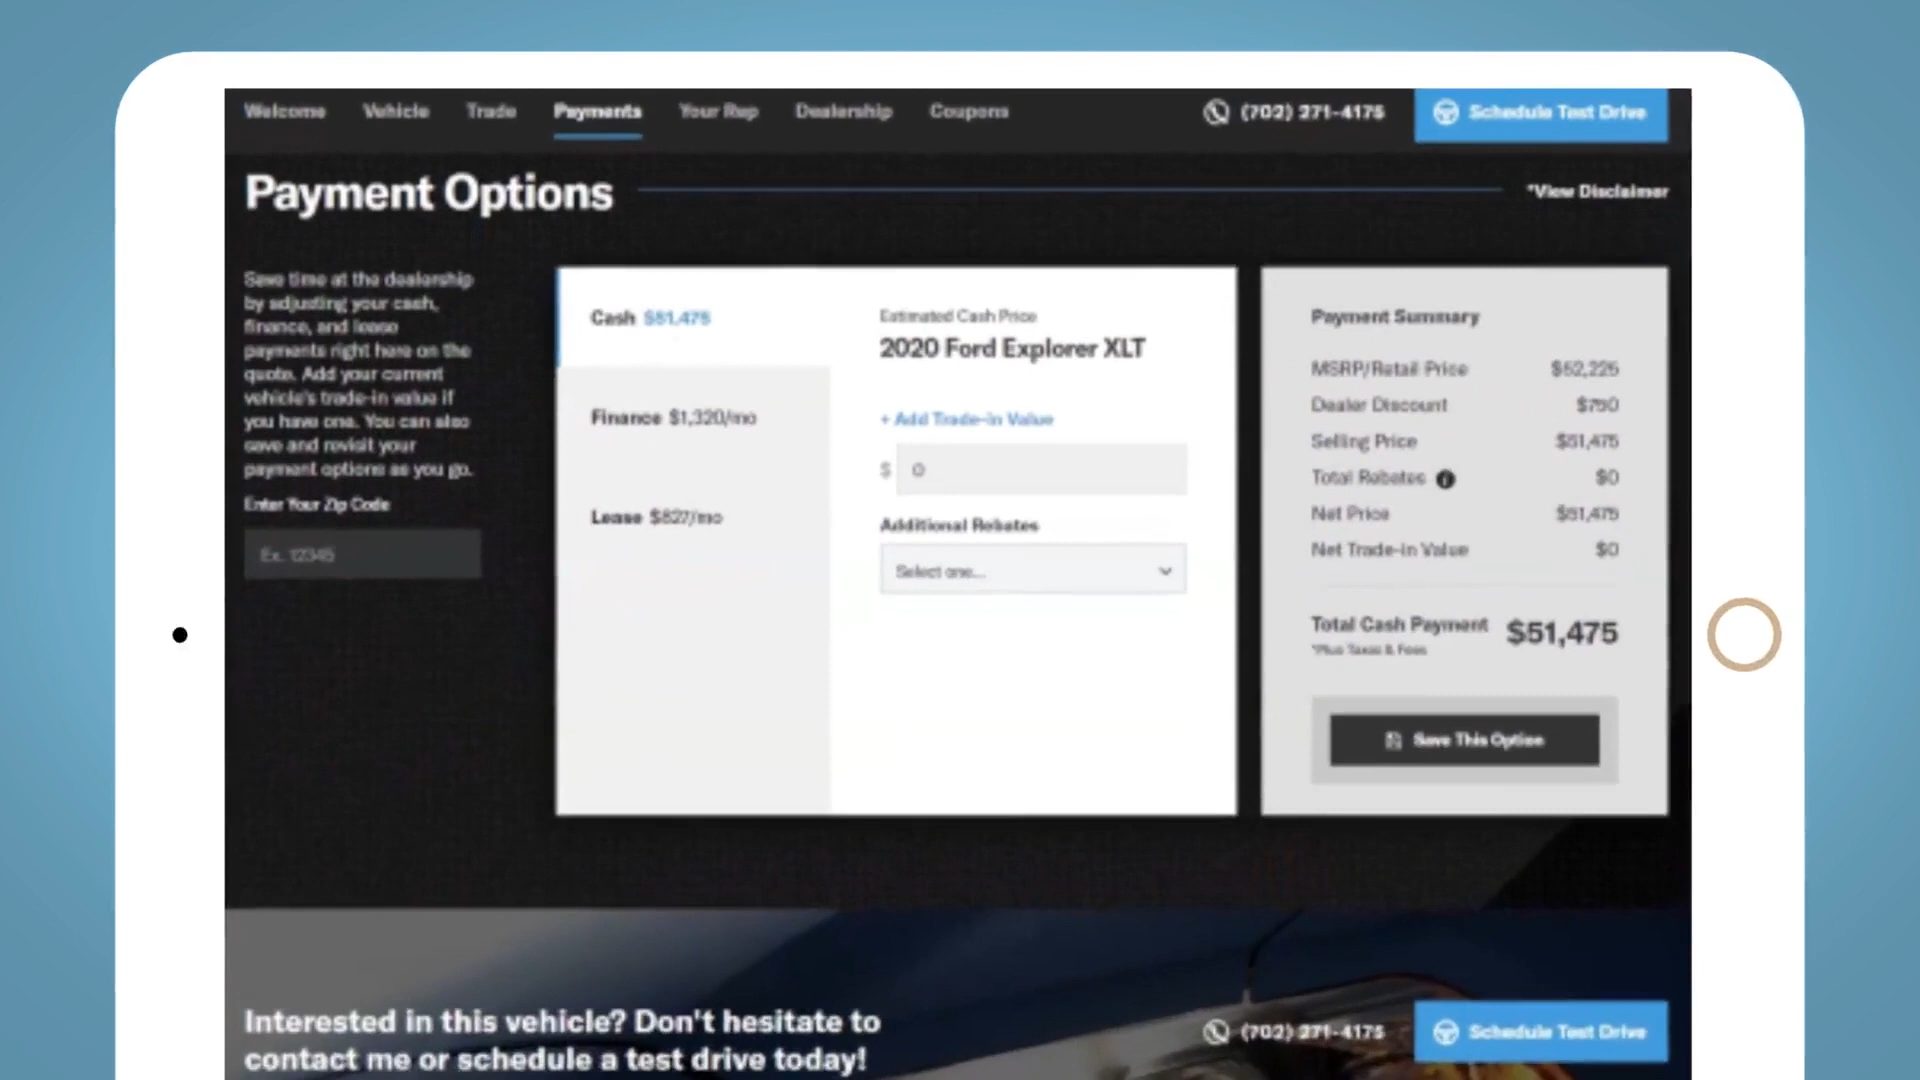 Welcome Vehicle Trade Payments Your Rep Dealership Coupons (702) 271-4175 Schedule Test Drive
Payment Options
*View Disclaimer
Save time at the dealership
by adjusting your cash,
finance, and lease
payments right here on the
quote. Add your current
vehicle's trade-in value if
you have one. You can also
save and revisit your
payment options as you go.
Enter Your Zip Code
Ex. 12345
Cash $51,475
Finance $1,320/mo
Lease $827/mo
Estimated Cash Price
2020 Ford Explorer XLT
+ Add Trade-in Value
$ 0
Additional Rebates
Select one...
Payment Summary
MSRP/Retail Price $52,225
Dealer Discount $750
Selling Price $51,475
Total Rebates $0
Net Price $51,475
Net Trade-in Value $0
Total Cash Payment $51,475
*Plus Taxes & Fees
Save This Option
Interested in this vehicle? Don't hesitate to
contact me or schedule a test drive today!
(702) 271-4175 Schedule Test Drive